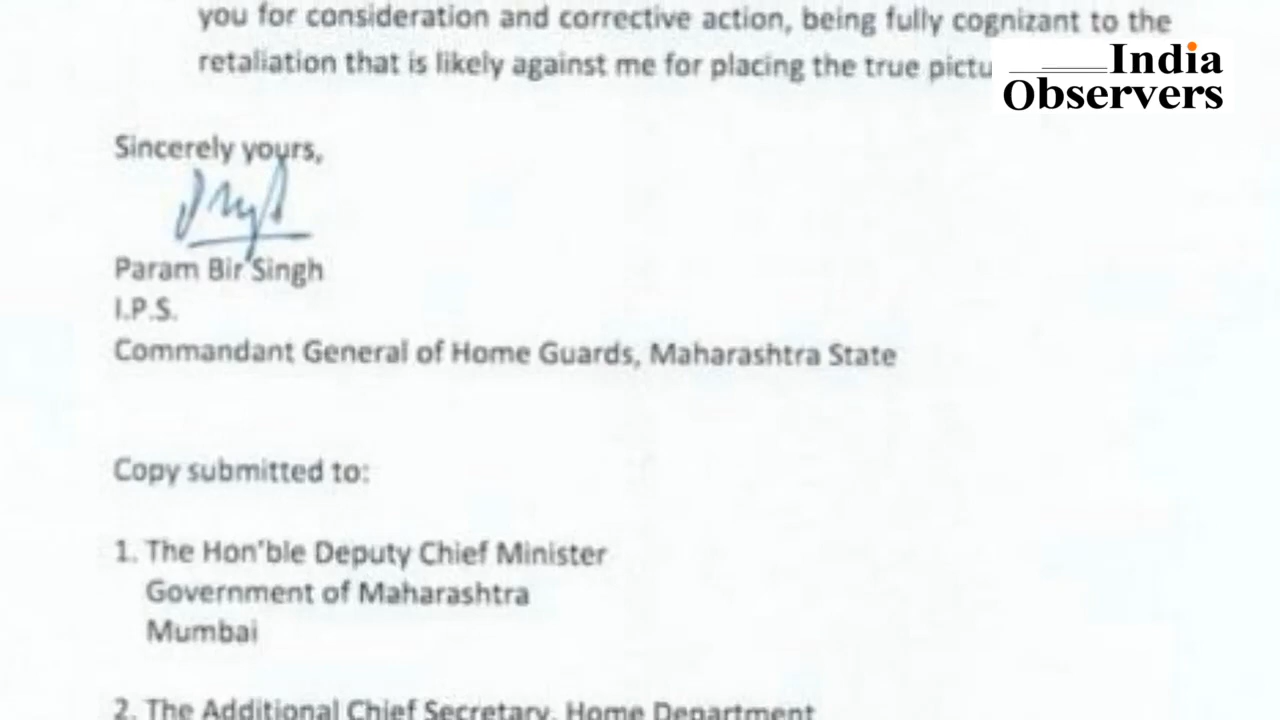 you for consideration and corrective action, being fully cognizant to the
retaliation that is likely against me for placing the true
India
Observers
Sincerely yours,
Param Bir Singh
I.P.S.
Commandant General of Home Guards, Maharashtra State
Copy submitted to:
1. The Hon'ble Deputy Chief Minister
Government of Maharashtra
Mumbai
2. The Additional Chief Secretary, Home Department